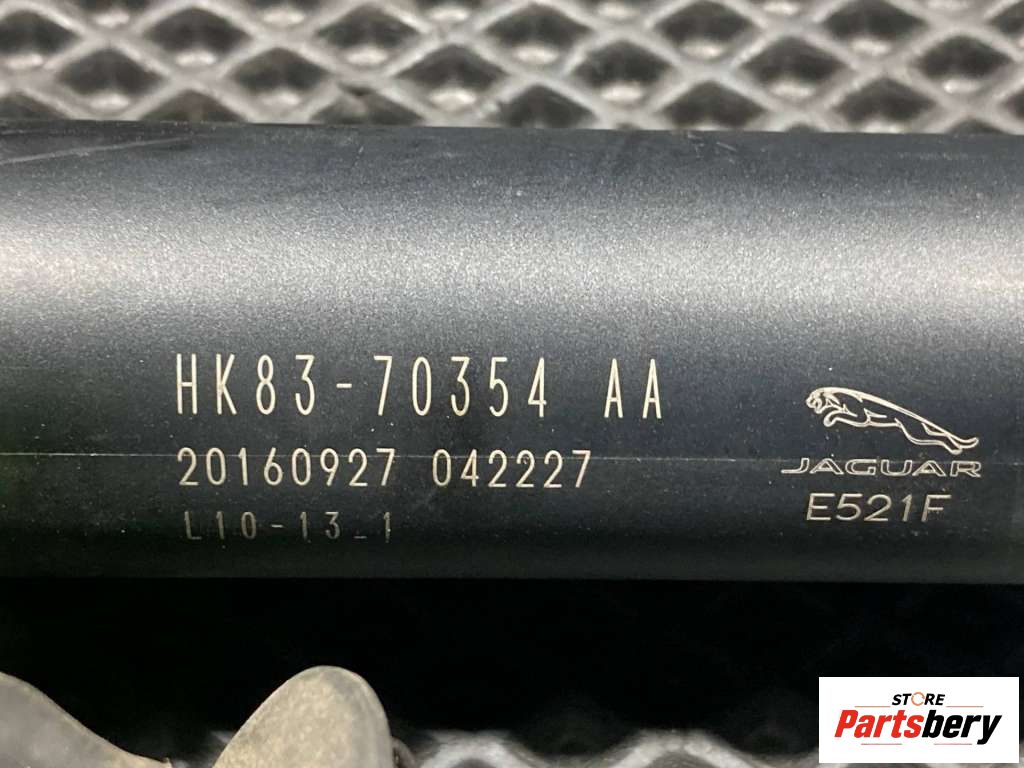 HK83-70354 AA
20160927 042227
L10-13_1
JAGUAR
E521F
STORE
Partsbery